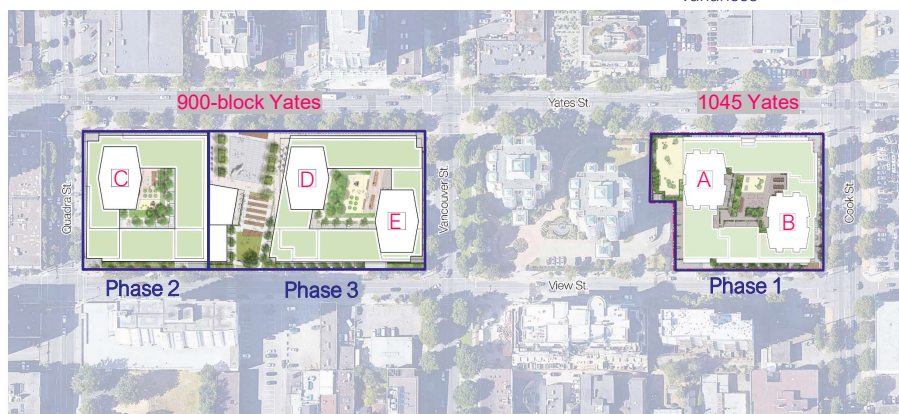 Variances
900-block Yates
Yates St.
1045 Yates
Quadra St.
C
D
E
Vancouver St.
A
B
Cook St.
Phase 2
Phase 3
View St.
Phase 1